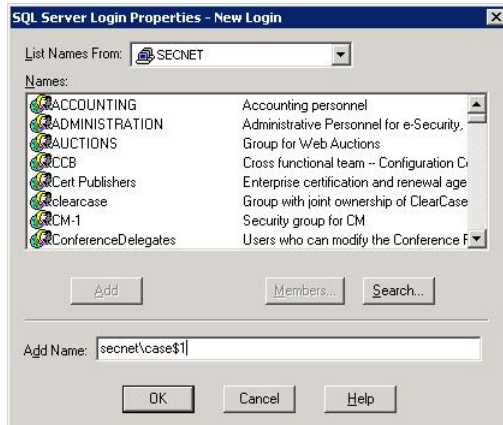 SQL Server Login Properties - New Login
List Names From: SECNET
Names:
ACCOUNTING Accounting personnel
ADMINISTRATION Administrative Personnel for e-Security,
AUCTIONS Group for Web Auctions
CCB Cross functional team -- Configuration Co
Cert Publishers Enterprise certification and renewal age
clearcase Group with joint ownership of ClearCase
CM-1 Security group for CM
ConferenceDelegates Users who can modify the Conference F
Add Members... Search...
Add Name: secnet\case$1
OK Cancel Help